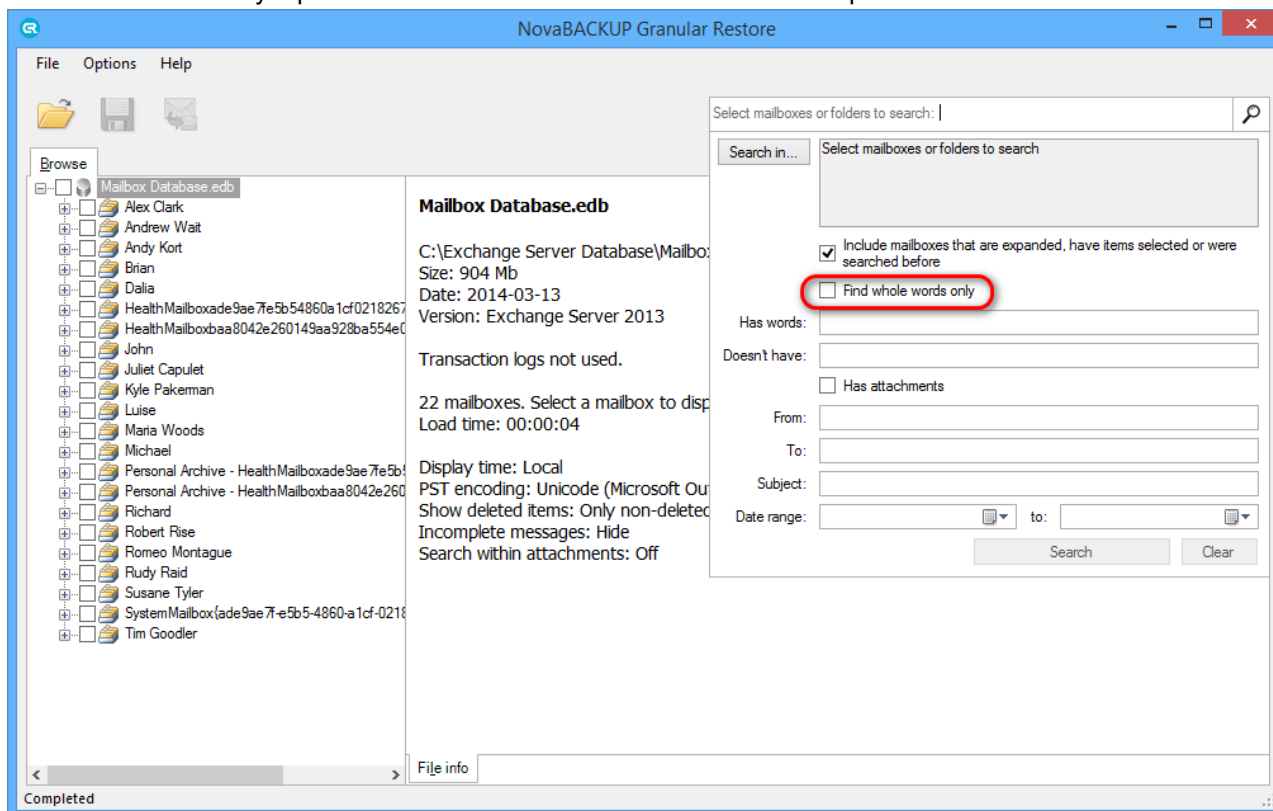 NovaBACKUP Granular Restore
File Options Help
Select mailboxes or folders to search:
Search in...
Select mailboxes or folders to search
Browse
Mailbox Database.edb
Alex Clark
Andrew Wait
Andy Kort
Brian
Dalia
HealthMailboxade9ae7fe5b54860a1cf0218267
HealthMailboxbaa8042e260149aa928ba554e0
John
Juliet Capulet
Kyle Pakerman
Luise
Maria Woods
Michael
Personal Archive - HealthMailboxade9ae7fe5b5
Personal Archive - HealthMailboxbaa8042e260
Richard
Robert Rise
Romeo Montague
Rudy Raid
Susane Tyler
SystemMailbox{ade9ae7f-e5b5-4860-a1cf-0218
Tim Goodler
Mailbox Database.edb
C:\Exchange Server Database\Mailbo
Size: 904 Mb
Date: 2014-03-13
Version: Exchange Server 2013
Transaction logs not used.
22 mailboxes. Select a mailbox to disp
Load time: 00:00:04
Display time: Local
PST encoding: Unicode (Microsoft Ou
Show deleted items: Only non-deleted
Incomplete messages: Hide
Search within attachments: Off
Include mailboxes that are expanded, have items selected or were
searched before
Find whole words only
Has words:
Doesn't have:
Has attachments
From:
To:
Subject:
Date range: to:
Search Clear
File info
Completed